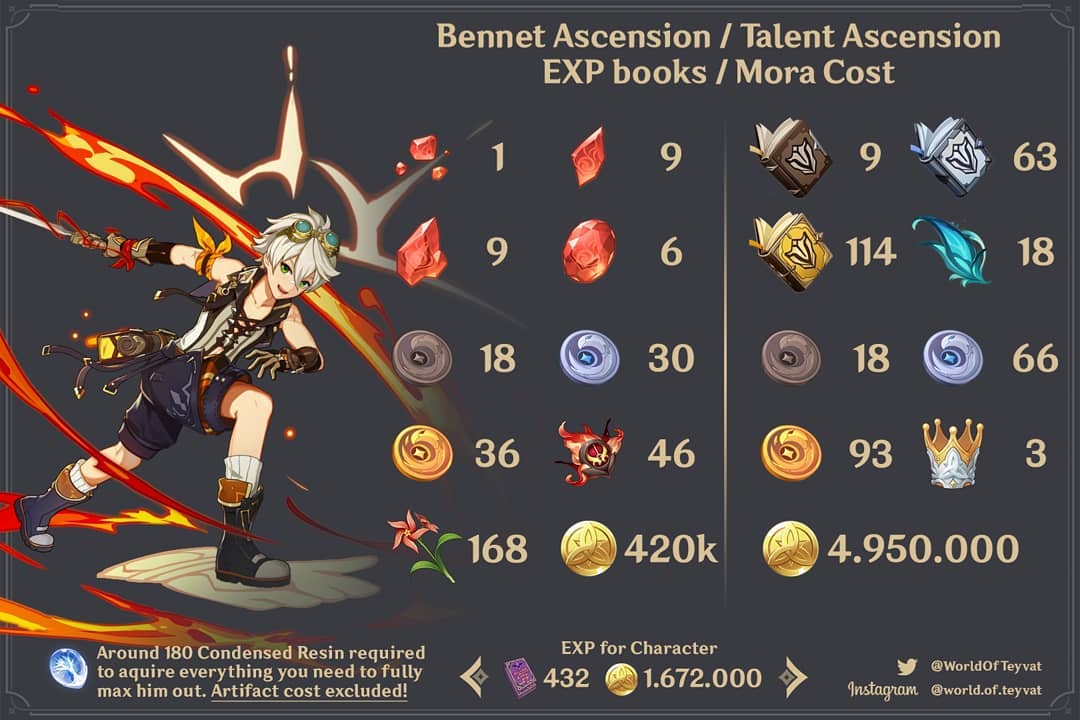 Bennet Ascension / Talent Ascension
EXP books / Mora Cost
1 9 9 63
9 6 114 18
18 30 18 66
36 46 93 3
168 420k 4.950.000
Around 180 Condensed Resin required
to aquire everything you need to fully
max him out. Artifact cost excluded!
EXP for Character
432 1.672.000
@WorldOfTeyvat
Instagram @world.of.teyvat